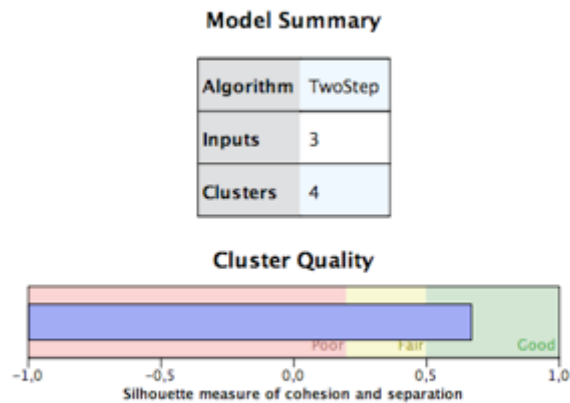 Model Summary
Algorithm TwoStep
Inputs 3
Clusters 4
Cluster Quality
Poor Fair Good
-1,0 -0,5 0,0 0,5 1,0
Silhouette measure of cohesion and separation